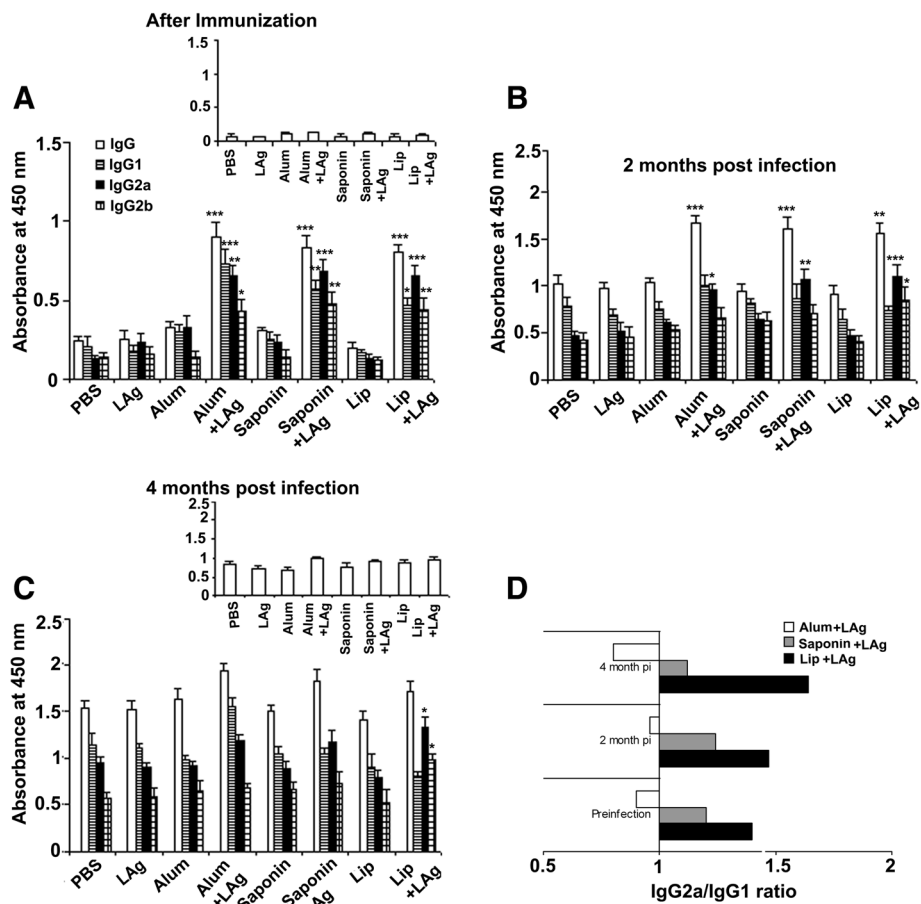 After Immunization
1.5
1
0.5
0
PBS
LAg
Alum
Alum
+LAg
Saponin
Saponin
+LAg
Lip
Lip
+LAg
A
1.5
1
0.5
0
Absorbance at 450 nm
IgG
IgG1
IgG2a
IgG2b
*** *** ** *
*** ** *** **
*** * *** **
PBS
LAg
Alum
Alum
+LAg
Saponin
Saponin
+LAg
Lip
Lip
+LAg
B
2 months post infection
2.5
2
1.5
1
0.5
0
Absorbance at 450 nm
*** *
*** **
** *** *
PBS
LAg
Alum
Alum
+LAg
Saponin
Saponin
+LAg
Lip
Lip
+LAg
4 months post infection
2.5
2
1.5
1
0.5
0
PBS
LAg
Alum
Alum
+LAg
Saponin
Saponin
+LAg
Lip
Lip
+LAg
C
2.5
2
1.5
1
0.5
0
Absorbance at 450 nm
* *
PBS
LAg
Alum
Alum
+LAg
Saponin
Saponin
Ag
Lip
Lip
+LAg
D
Alum+LAg
Saponin +LAg
Lip +LAg
4 month pi
2 month pi
Preinfection
0.5 1 1.5 2
IgG2a/IgG1 ratio